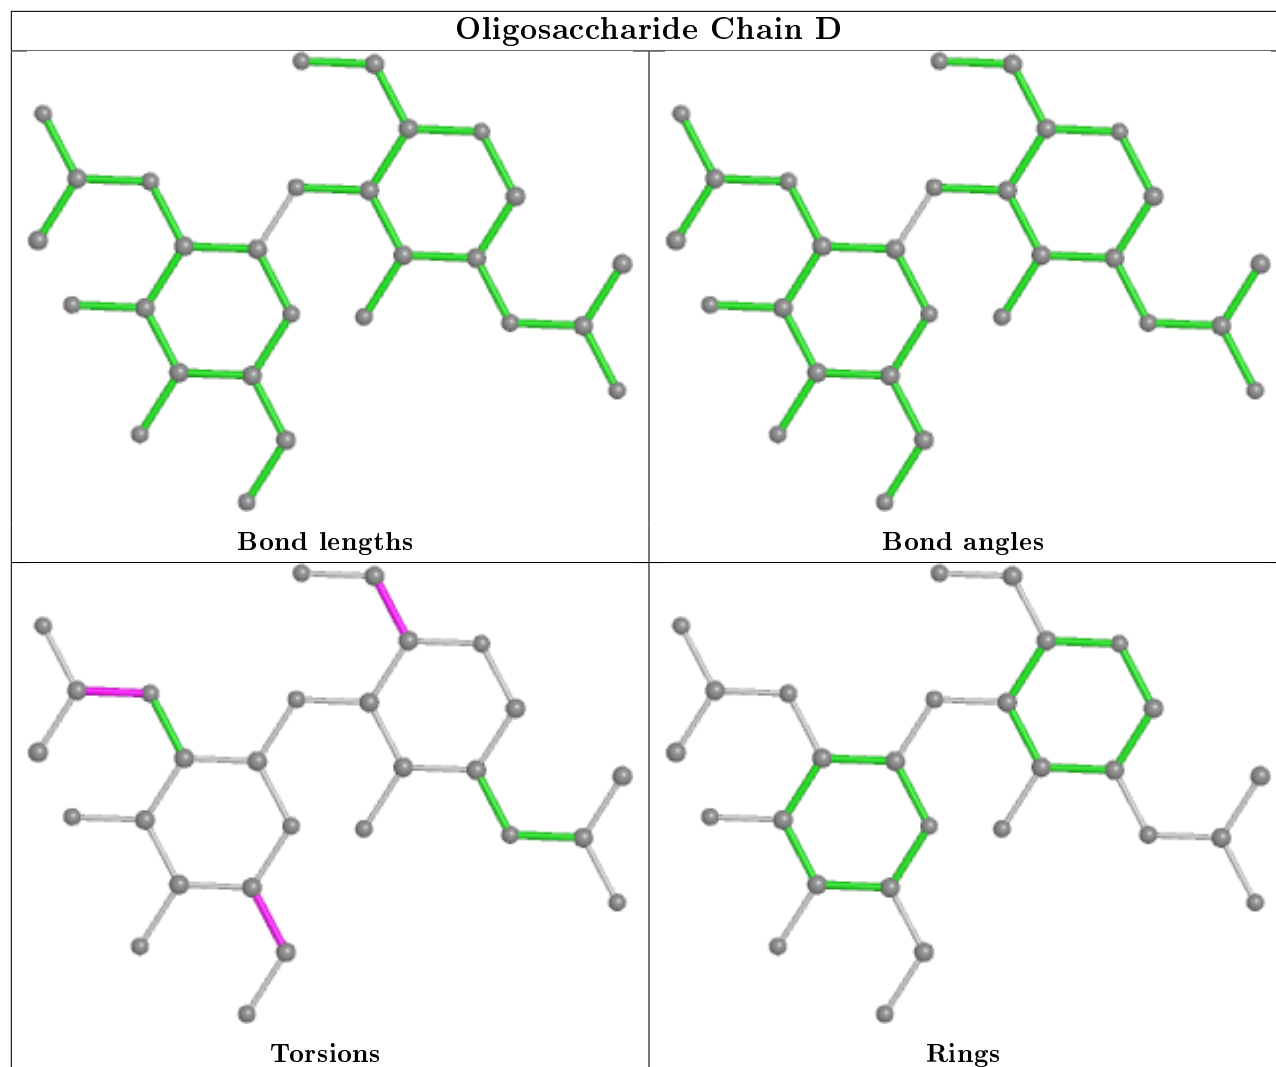 Oligosaccharide Chain D
Bond lengths
Bond angles
Torsions
Rings